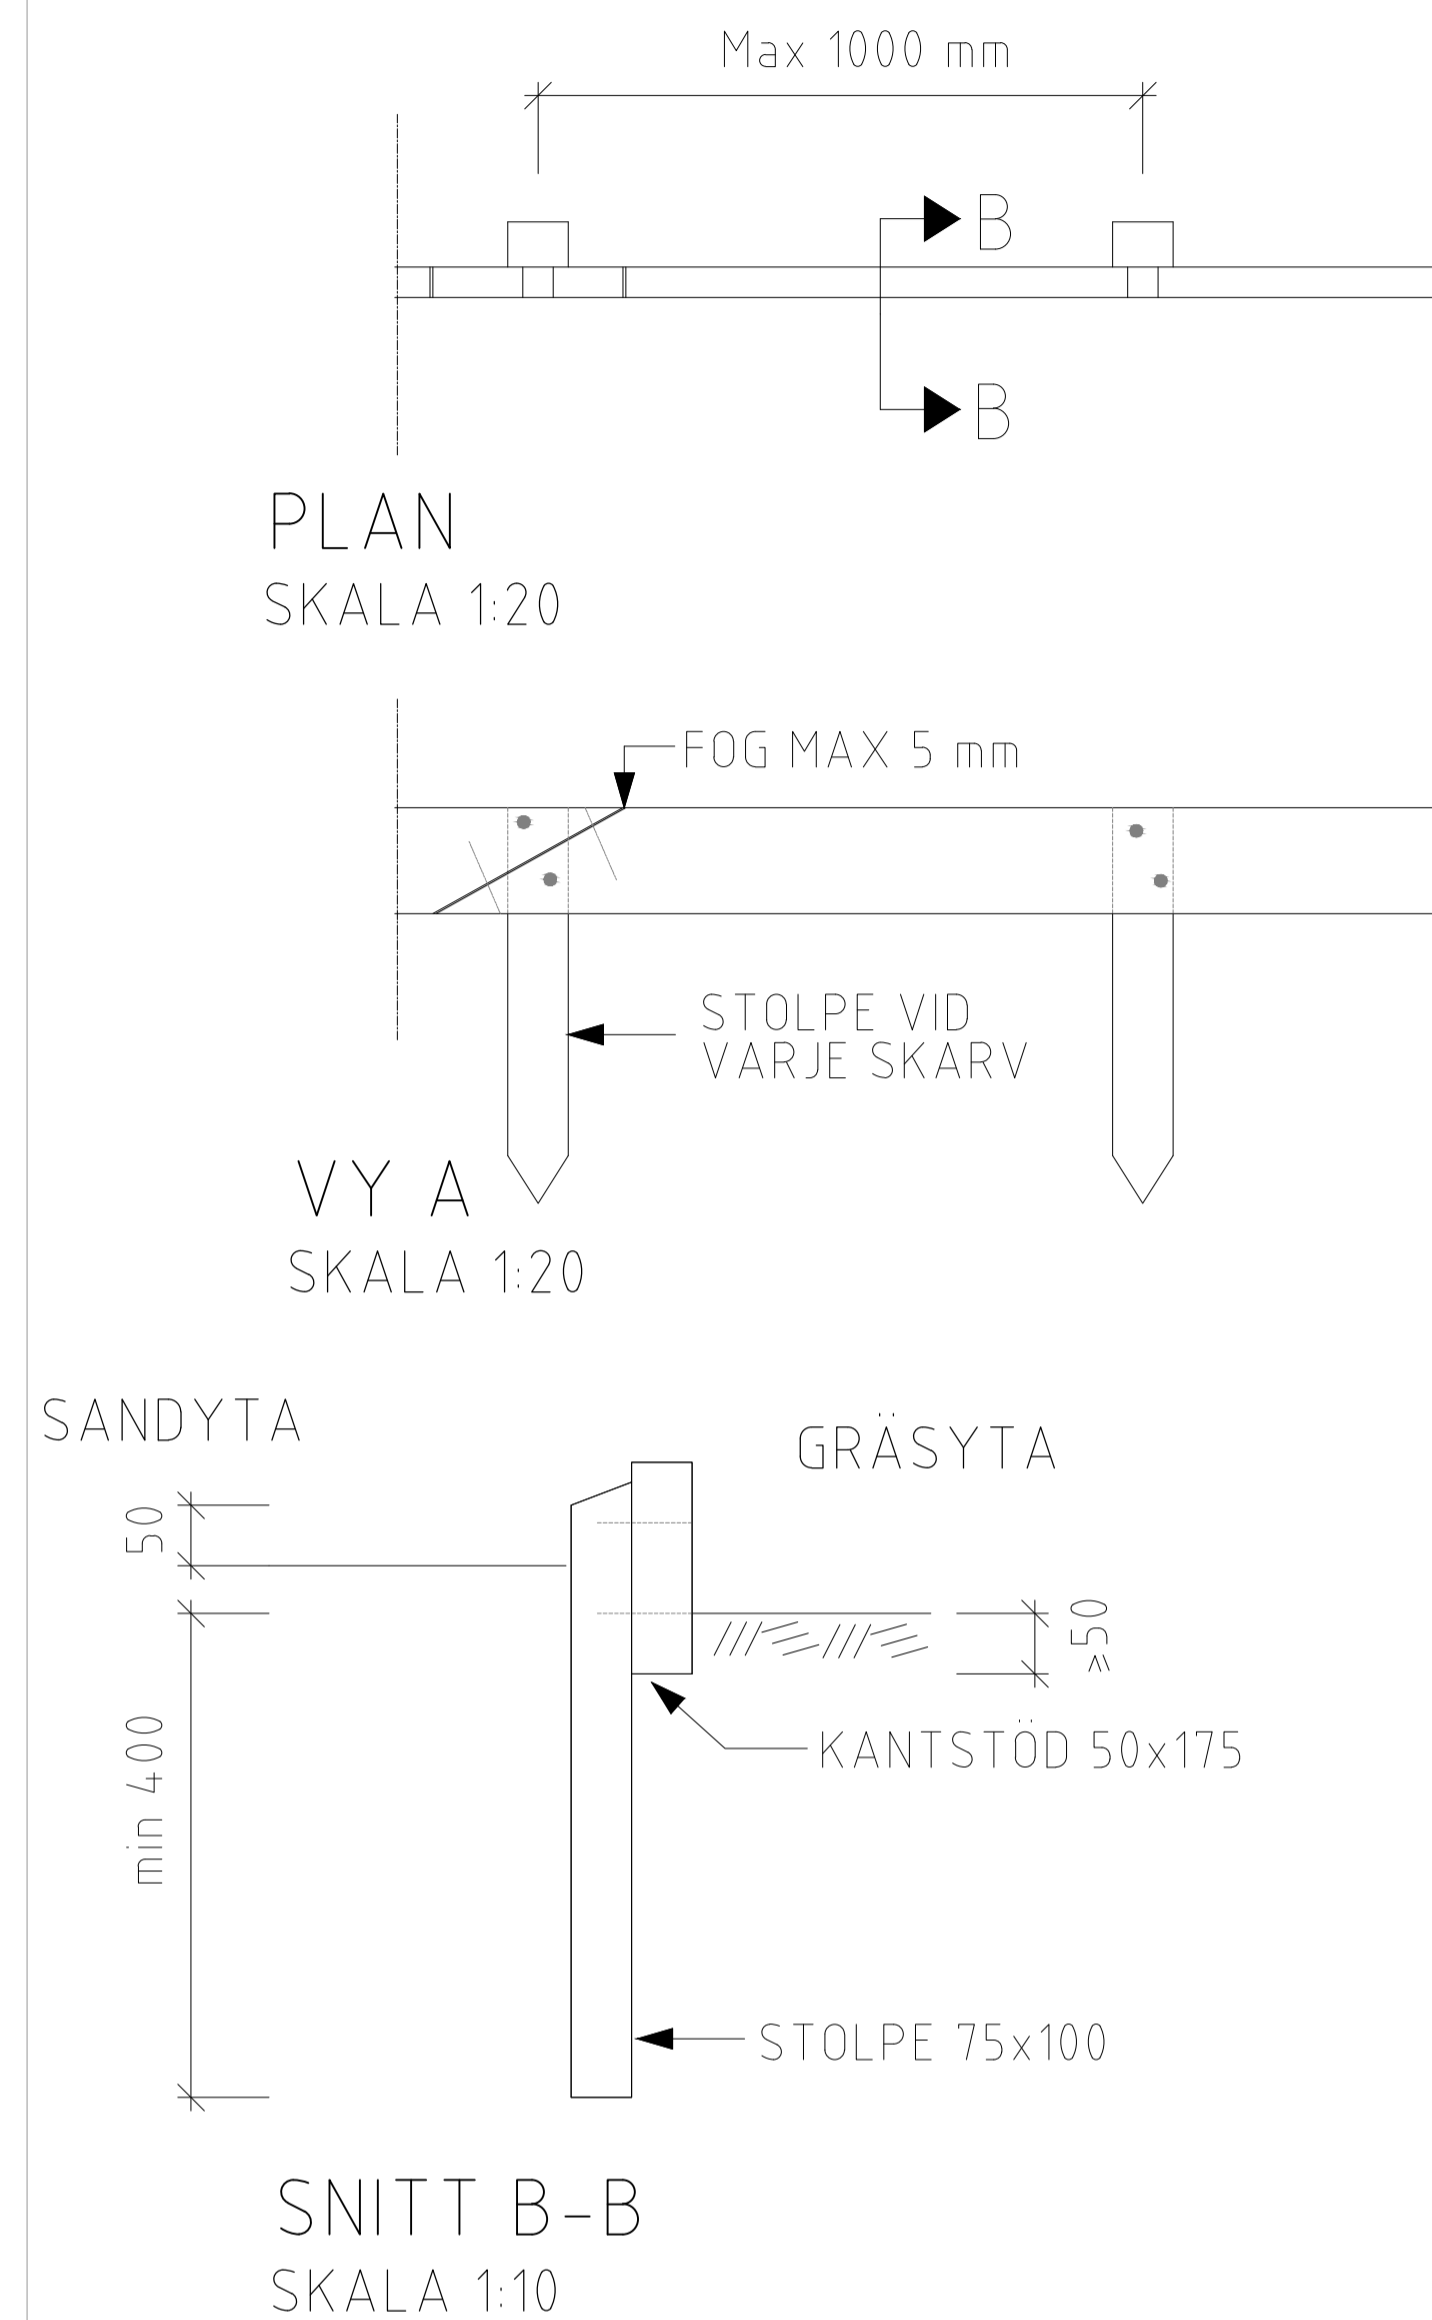 Max 1000 mm
B
B
PLAN
SKALA 1:20
FOG MAX 5 mm
STOLPE VID
VARJE SKARV
VY A
SKALA 1:20
SANDYTA
GRÄSYTA
50
≥50
min 400
KANTSTÖD 50x175
STOLPE 75x100
SNITT B-B
SKALA 1:10